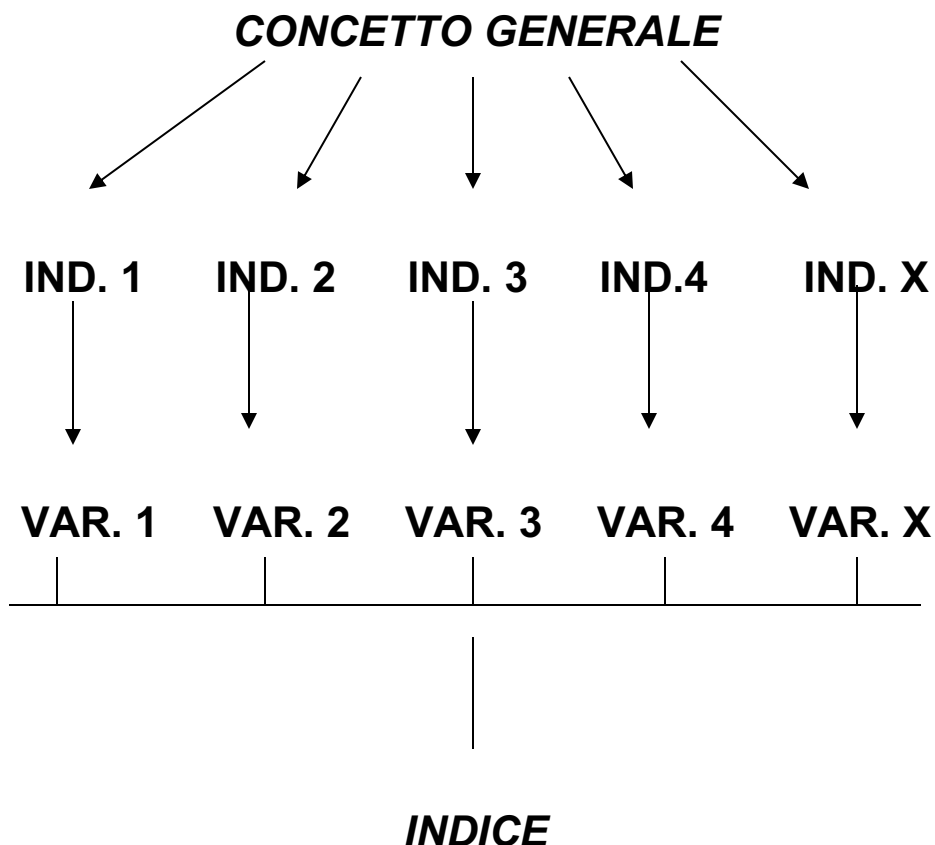 CONCETTO GENERALE
IND. 1 IND. 2 IND. 3 IND.4 IND. X
VAR. 1 VAR. 2 VAR. 3 VAR. 4 VAR. X
INDICE